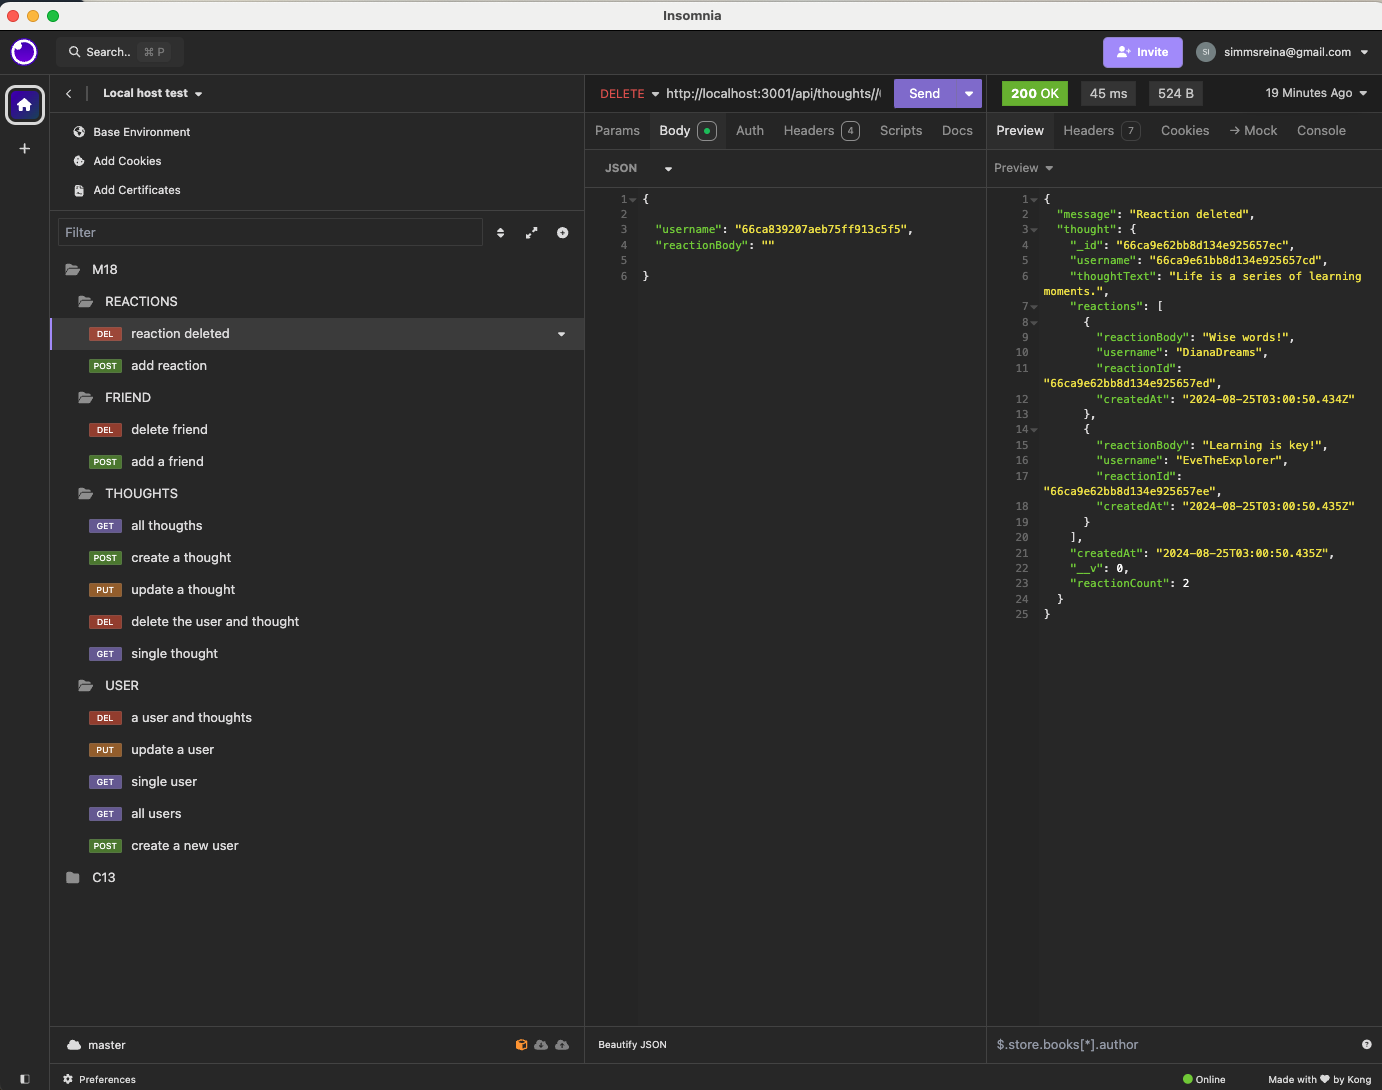 Insomnia
Search.. ⌘ P
Invite
SI simmsreina@gmail.com
Local host test
DELETE http://localhost:3001/api/thoughts//
Send
200 OK 45 ms 524 B 19 Minutes Ago
Base Environment
Add Cookies
Add Certificates
Filter
M18
REACTIONS
DEL reaction deleted
POST add reaction
FRIEND
DEL delete friend
POST add a friend
THOUGHTS
GET all thougths
POST create a thought
PUT update a thought
DEL delete the user and thought
GET single thought
USER
DEL a user and thoughts
PUT update a user
GET single user
GET all users
POST create a new user
C13
master
Preferences
Params Body Auth Headers 4 Scripts Docs
JSON
1 {
2
3 "username": "66ca839207aeb75ff913c5f5",
4 "reactionBody": ""
5
6 }
Beautify JSON
Preview Headers 7 Cookies → Mock Console
Preview
1 {
2 "message": "Reaction deleted",
3 "thought": {
4 "_id": "66ca9e62bb8d134e925657ec",
5 "username": "66ca9e61bb8d134e925657cd",
6 "thoughtText": "Life is a series of learning
moments.",
7 "reactions": [
8 {
9 "reactionBody": "Wise words!",
10 "username": "DianaDreams",
11 "reactionId":
"66ca9e62bb8d134e925657ed",
12 "createdAt": "2024-08-25T03:00:50.434Z"
13 },
14 {
15 "reactionBody": "Learning is key!",
16 "username": "EveTheExplorer",
17 "reactionId":
"66ca9e62bb8d134e925657ee",
18 "createdAt": "2024-08-25T03:00:50.435Z"
19 }
20 ],
21 "createdAt": "2024-08-25T03:00:50.435Z",
22 "__v": 0,
23 "reactionCount": 2
24 }
25 }
$.store.books[*].author
Online
Made with ♥ by Kong